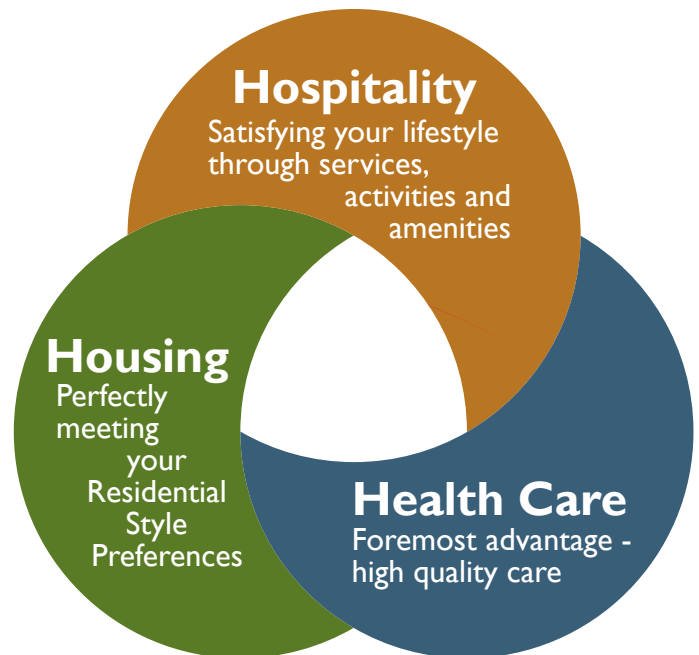 Hospitality
Satisfying your lifestyle
through services,
activities and
amenities
Housing
Perfectly
meeting
your
Residential
Style
Preferences
Health Care
Foremost advantage -
high quality care